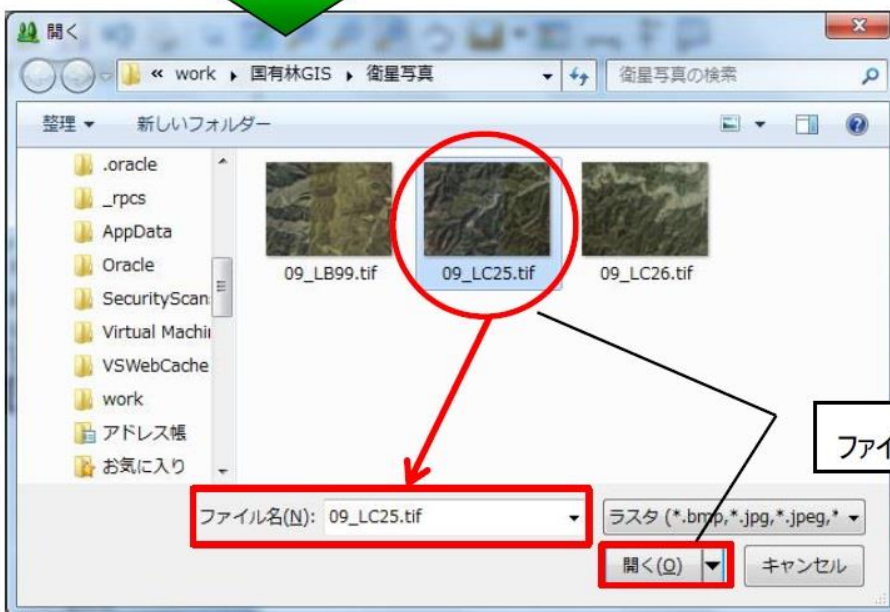 開く
« work ▸ 国有林GIS ▸ 衛星写真
衛星写真の検索
整理 ▼ 新しいフォルダー
.oracle
_rpcs
AppData
Oracle
SecurityScan
Virtual Machi
VSWebCache
work
アドレス帳
お気に入り
09_LB99.tif 09_LC25.tif 09_LC26.tif
ファイ
ファイル名(N): 09_LC25.tif
ラスタ (*.bmp,*.jpg,*.jpeg,*
開く(O) キャンセル